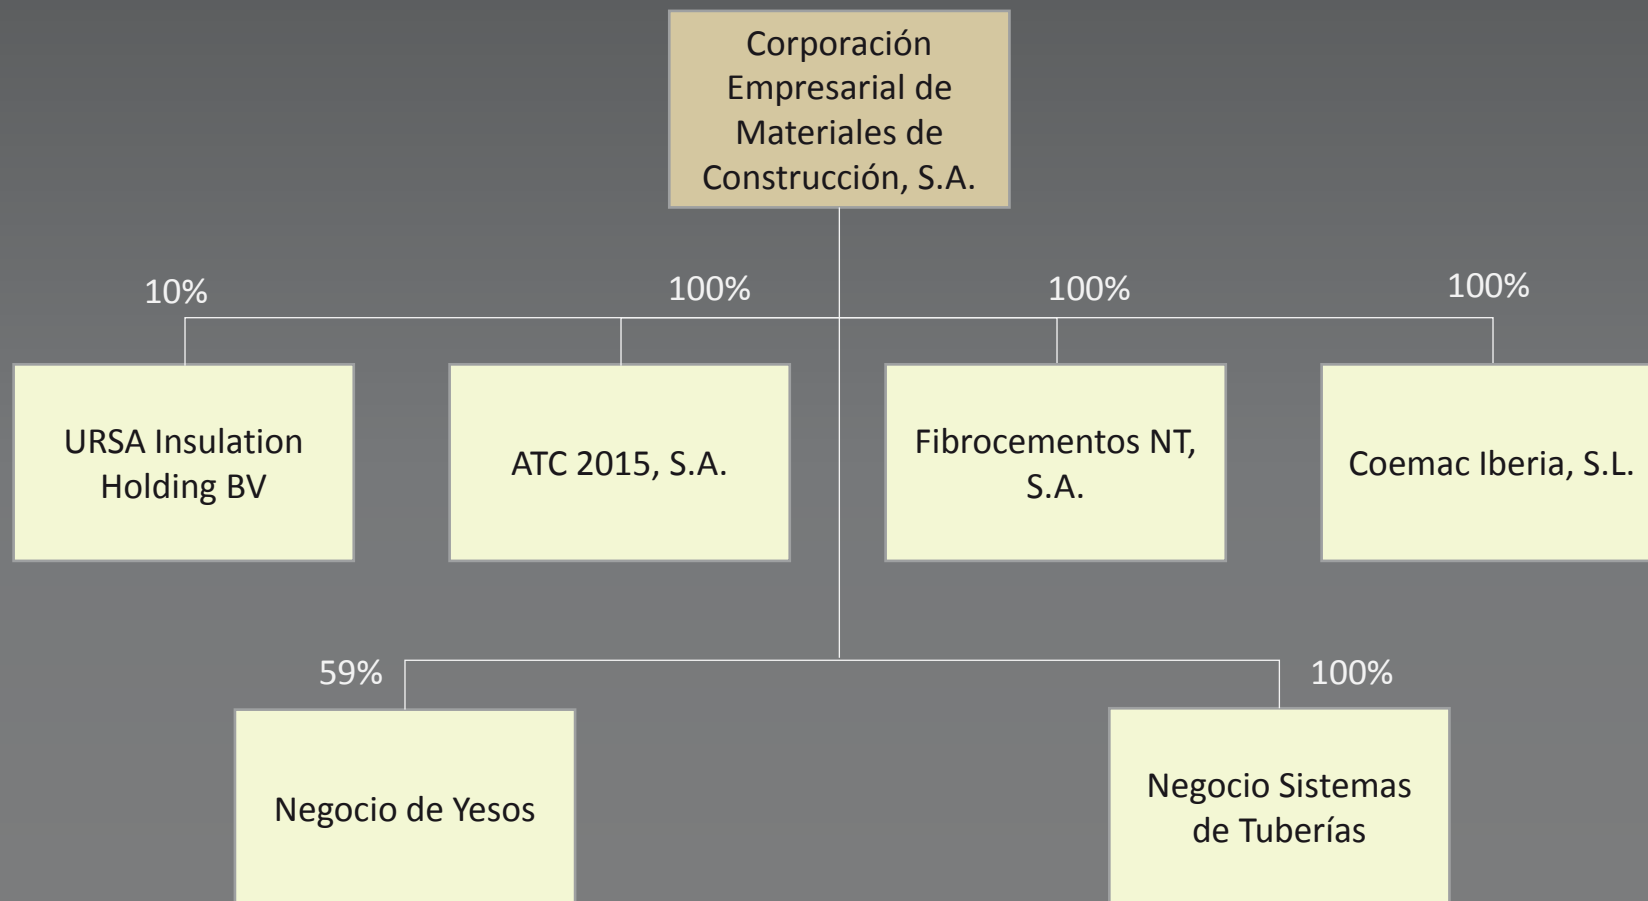 Corporación
Empresarial de
Materiales de
Construcción, S.A.
10%
100%
100%
100%
URSA Insulation
Holding BV
ATC 2015, S.A.
Fibrocementos NT,
S.A.
Coemac Iberia, S.L.
59%
100%
Negocio de Yesos
Negocio Sistemas
de Tuberías